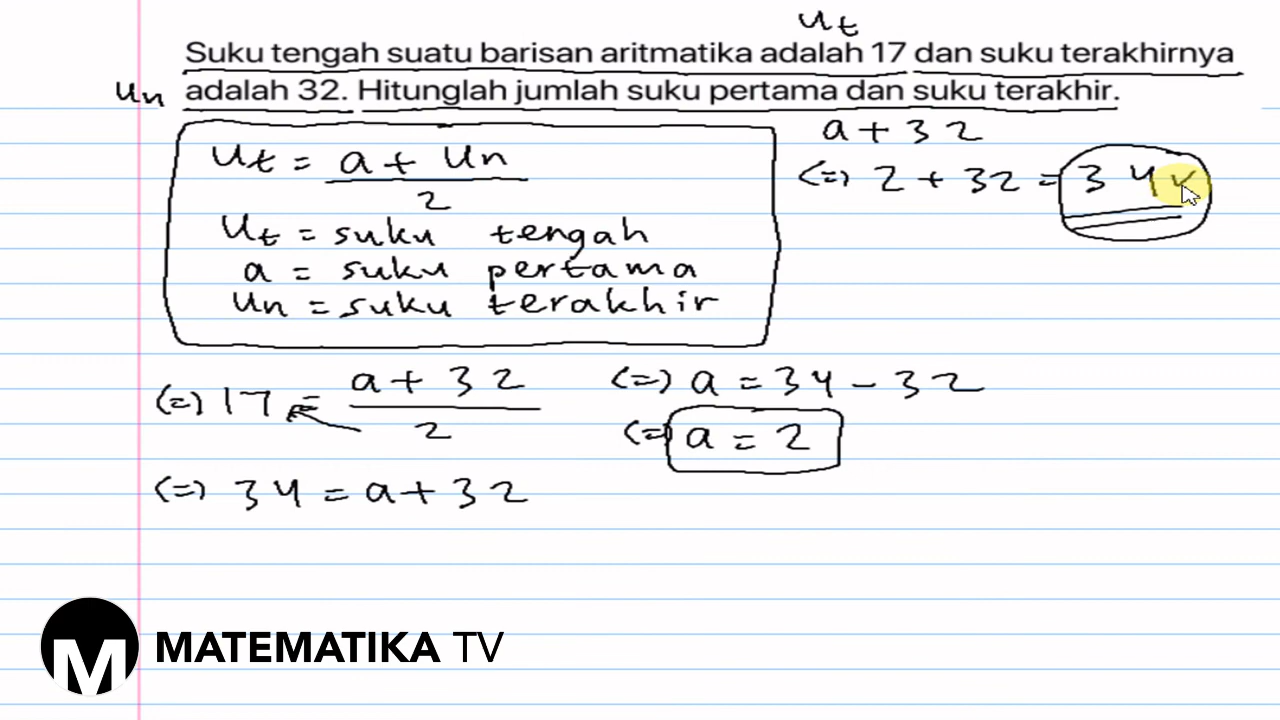 Ut
Suku tengah suatu barisan aritmatika adalah 17 dan suku terakhirnya
Un adalah 32. Hitunglah jumlah suku pertama dan suku terakhir.
Ut = a + Un
2
Ut = suku tengah
a = suku pertama
Un = suku terakhir
a + 32
(=) 2 + 32 = 34
(=) 17 = a + 32
2
(=) 34 = a + 32
(=) a = 34 - 32
(=) a = 2
M MATEMATIKA TV